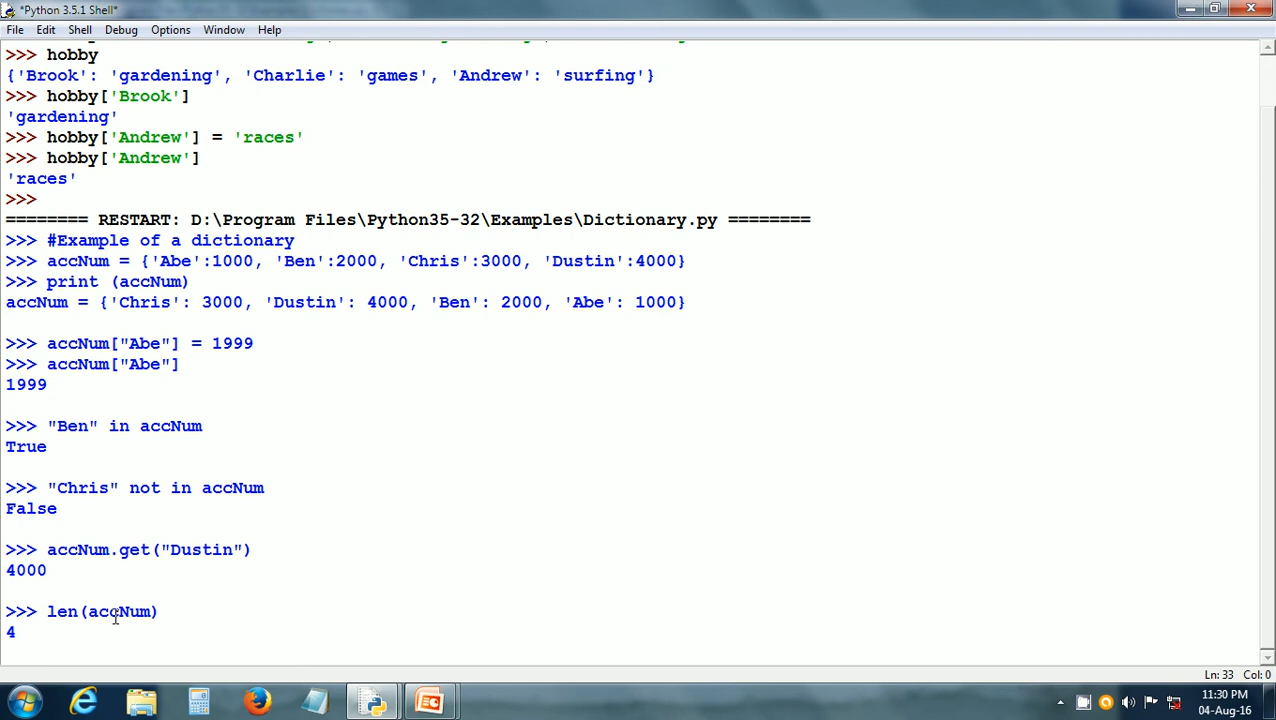 *Python 3.5.1 Shell*
File Edit Shell Debug Options Window Help
>>> hobby
{'Brook': 'gardening', 'Charlie': 'games', 'Andrew': 'surfing'}
>>> hobby['Brook']
'gardening'
>>> hobby['Andrew'] = 'races'
>>> hobby['Andrew']
'races'
>>>
======== RESTART: D:\Program Files\Python35-32\Examples\Dictionary.py ========
>>> #Example of a dictionary
>>> accNum = {'Abe':1000, 'Ben':2000, 'Chris':3000, 'Dustin':4000}
>>> print (accNum)
accNum = {'Chris': 3000, 'Dustin': 4000, 'Ben': 2000, 'Abe': 1000}
>>> accNum["Abe"] = 1999
>>> accNum["Abe"]
1999
>>> "Ben" in accNum
True
>>> "Chris" not in accNum
False
>>> accNum.get("Dustin")
4000
>>> len(accNum)
4
Ln: 33 Col: 0
11:30 PM
04-Aug-16